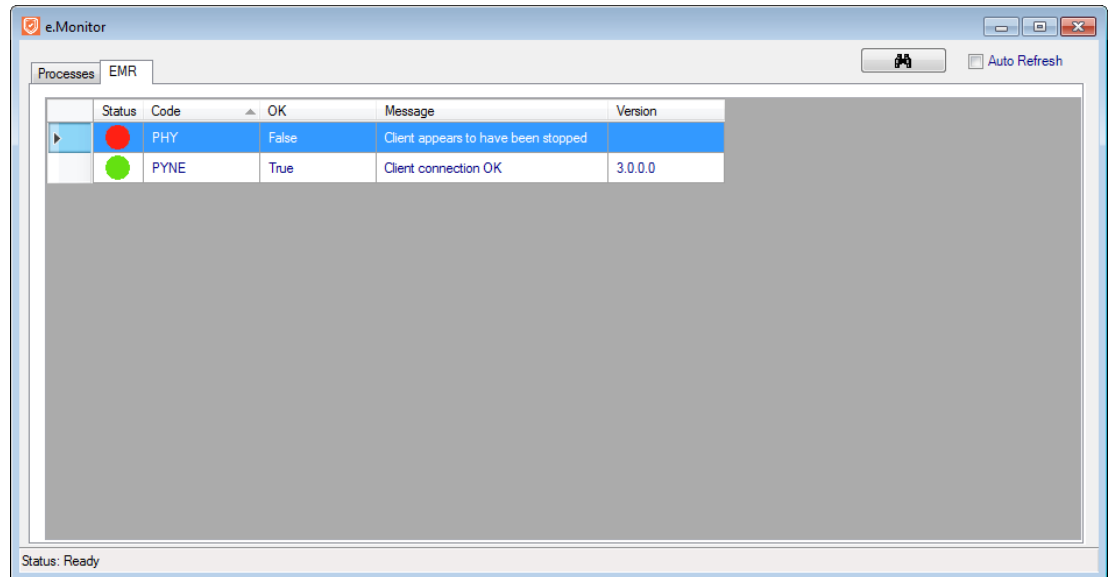 e.Monitor
Auto Refresh
Processes EMR
Status Code OK Message Version
PHY False Client appears to have been stopped
PYNE True Client connection OK 3.0.0.0
Status: Ready